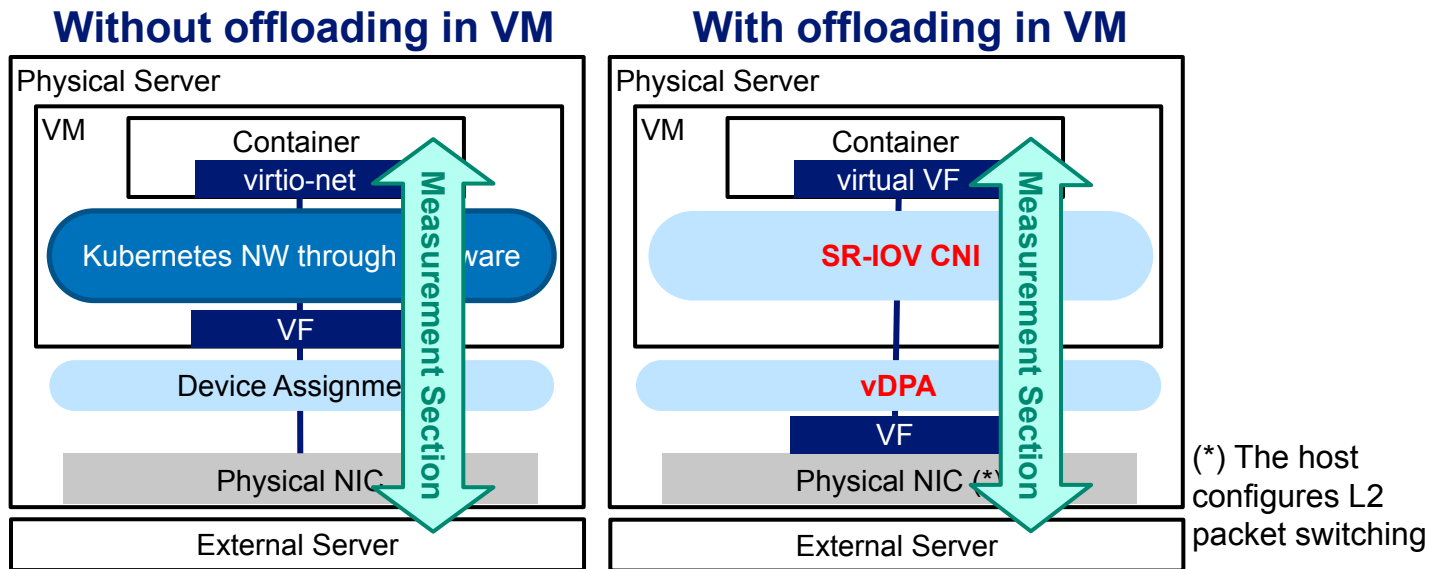 Without offloading in VM
Physical Server
VM
Container
virtio-net
Kubernetes NW through ware
VF
Device Assignme
Physical NIC
Measurement Section
External Server
With offloading in VM
Physical Server
VM
Container
virtual VF
SR-IOV CNI
vDPA
VF
Physical NIC (*)
Measurement Section
External Server
(*) The host
configures L2
packet switching